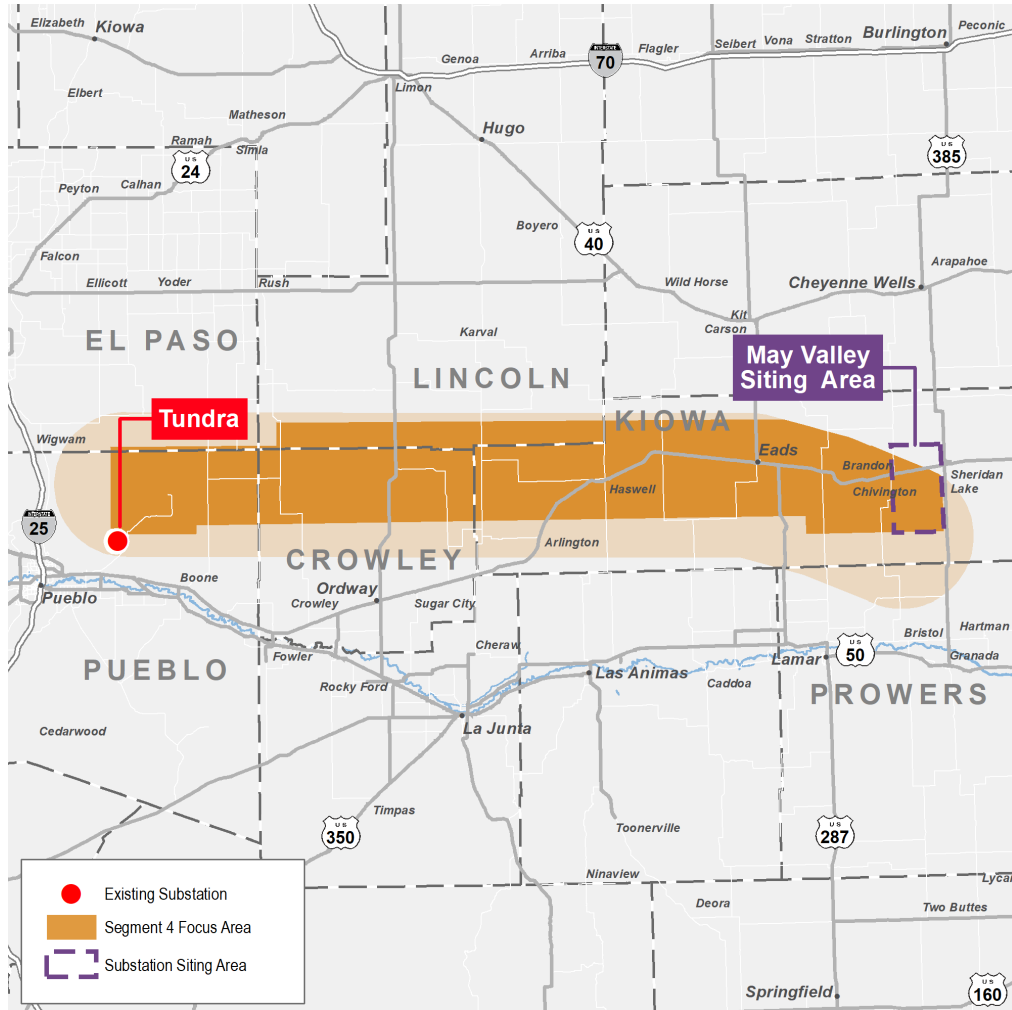 Elizabeth
Kiowa
Peconic
Burlington
Seibert
Vona
Stratton
Flagler
Arriba
Genoa
INTERSTATE
70
Limon
Elbert
Matheson
Hugo
Ramah
Simla
U S
24
U S
385
Peyton
Calhan
Boyero
U S
40
Falcon
Arapahoe
Ellicott
Yoder
Rush
Wild Horse
Cheyenne Wells
Kit
Carson
Karval
EL PASO
May Valley
Siting Area
LINCOLN
Tundra
KIOWA
Wigwam
Eads
Brandon
Sheridan
Lake
Haswell
Chivington
INTERSTATE
25
Arlington
CROWLEY
Boone
Pueblo
Ordway
Crowley
Sugar City
Hartman
Bristol
Cheraw
Fowler
U S
50
Granada
Lamar
PUEBLO
Las Animas
Rocky Ford
Caddoa
PROWERS
La Junta
Cedarwood
Timpas
U S
350
Toonerville
U S
287
Ninaview
Deora
Two Buttes
Existing Substation
Segment 4 Focus Area
Substation Siting Area
Springfield
U S
160